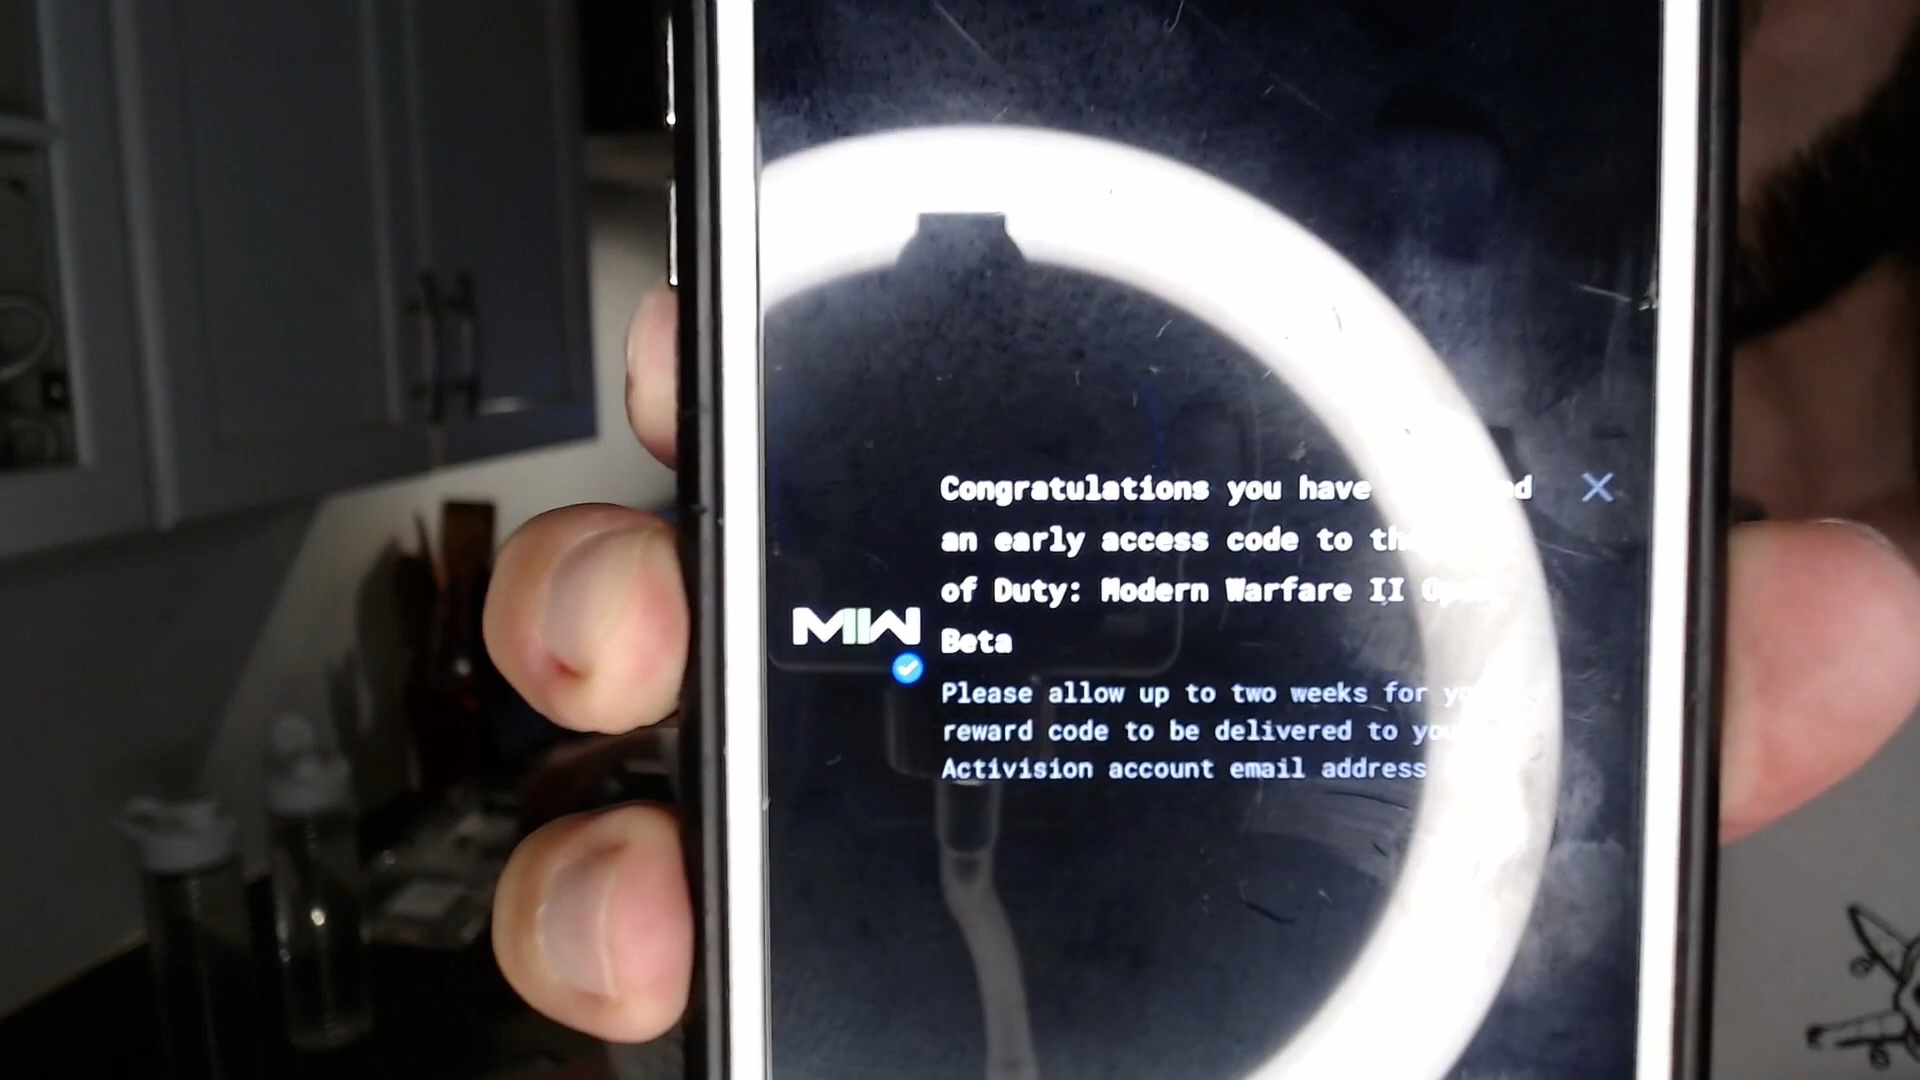 Congratulations you have
an early access code to
of Duty: Modern Warfare II
MW
Beta
Please allow up to two weeks for
reward code to be delivered to
Activision account email address